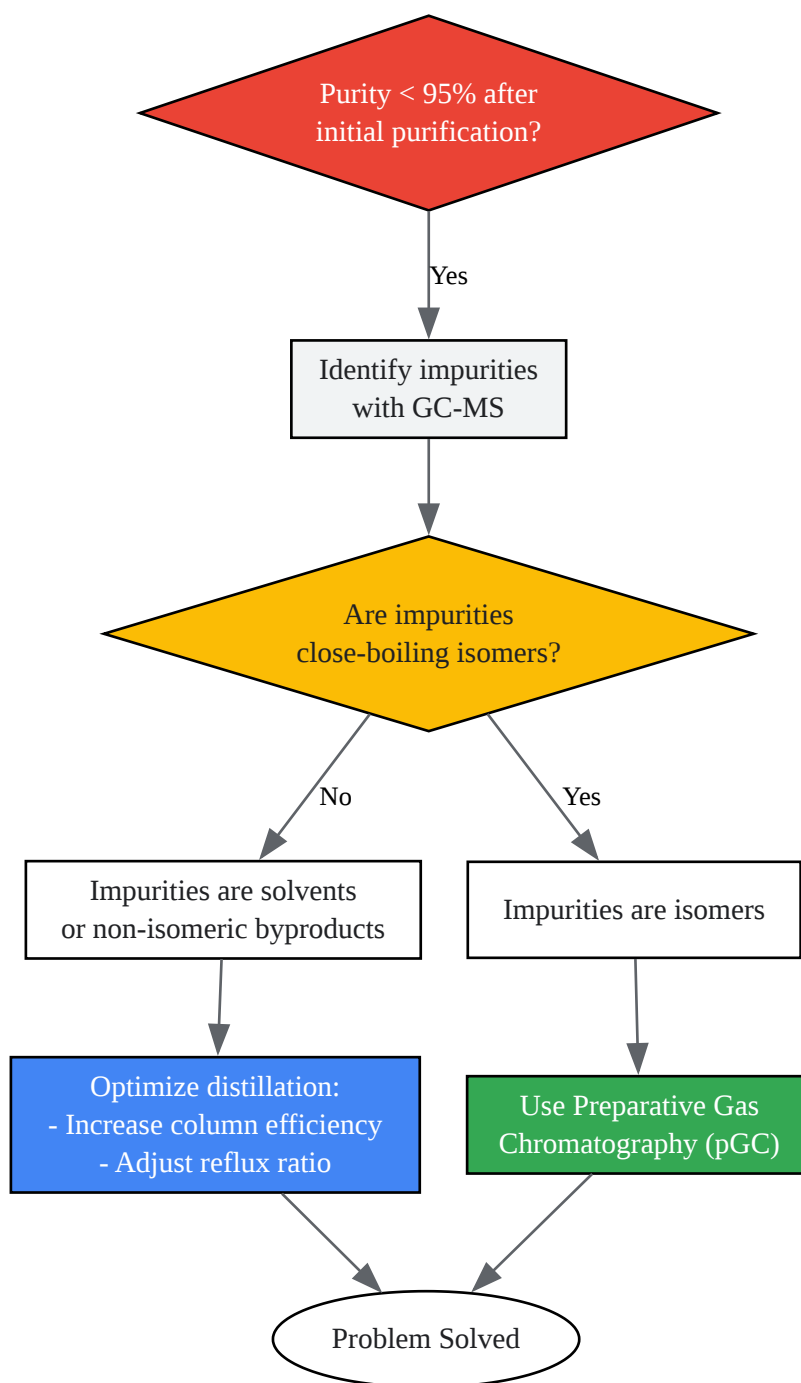 Purity < 95% after
initial purification?
Yes
Identify impurities
with GC-MS
Are impurities
close-boiling isomers?
No
Yes
Impurities are solvents
or non-isomeric byproducts
Impurities are isomers
Optimize distillation:
- Increase column efficiency
- Adjust reflux ratio
Use Preparative Gas
Chromatography (pGC)
Problem Solved